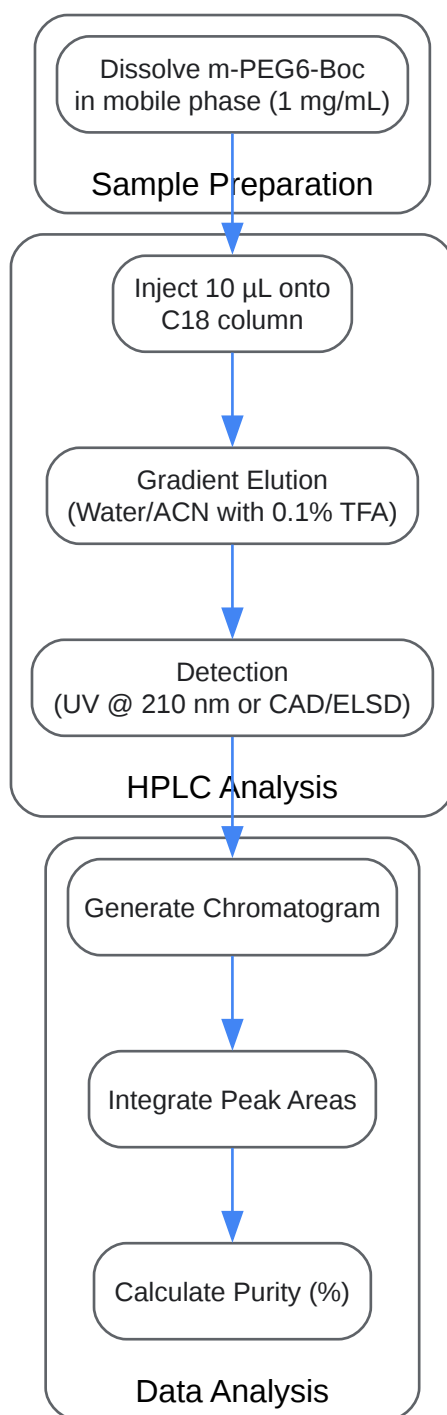 Dissolve m-PEG6-Boc
in mobile phase (1 mg/mL)
Sample Preparation
Inject 10 µL onto
C18 column
Gradient Elution
(Water/ACN with 0.1% TFA)
Detection
(UV @ 210 nm or CAD/ELSD)
HPLC Analysis
Generate Chromatogram
Integrate Peak Areas
Calculate Purity (%)
Data Analysis